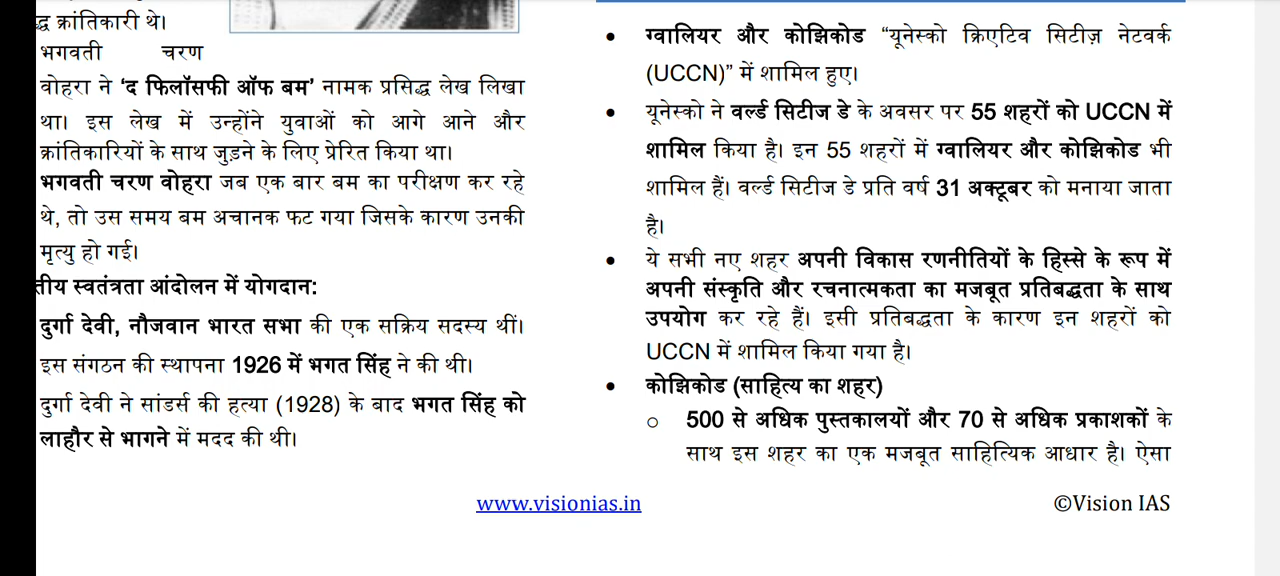 द्ध क्रांतिकारी थे।
भगवती चरण
वोहरा ने ‘द फिलॉसफी ऑफ बम’ नामक प्रसिद्ध लेख लिखा
था। इस लेख में उन्होंने युवाओं को आगे आने और
क्रांतिकारियों के साथ जुड़ने के लिए प्रेरित किया था।
भगवती चरण वोहरा जब एक बार बम का परीक्षण कर रहे
थे, तो उस समय बम अचानक फट गया जिसके कारण उनकी
मृत्यु हो गई।
तीय स्वतंत्रता आंदोलन में योगदान:
दुर्गा देवी, नौजवान भारत सभा की एक सक्रिय सदस्य थीं।
इस संगठन की स्थापना 1926 में भगत सिंह ने की थी।
दुर्गा देवी ने सांडर्स की हत्या (1928) के बाद भगत सिंह को
लाहौर से भागने में मदद की थी।
• ग्वालियर और कोझिकोड “यूनेस्को क्रिएटिव सिटीज़ नेटवर्क
(UCCN)” में शामिल हुए।
• यूनेस्को ने वर्ल्ड सिटीज डे के अवसर पर 55 शहरों को UCCN में
शामिल किया है। इन 55 शहरों में ग्वालियर और कोझिकोड भी
शामिल हैं। वर्ल्ड सिटीज डे प्रति वर्ष 31 अक्टूबर को मनाया जाता
है।
• ये सभी नए शहर अपनी विकास रणनीतियों के हिस्से के रूप में
अपनी संस्कृति और रचनात्मकता का मजबूत प्रतिबद्धता के साथ
उपयोग कर रहे हैं। इसी प्रतिबद्धता के कारण इन शहरों को
UCCN में शामिल किया गया है।
• कोझिकोड (साहित्य का शहर)
o 500 से अधिक पुस्तकालयों और 70 से अधिक प्रकाशकों के
साथ इस शहर का एक मजबूत साहित्यिक आधार है। ऐसा
www.visionias.in
©Vision IAS